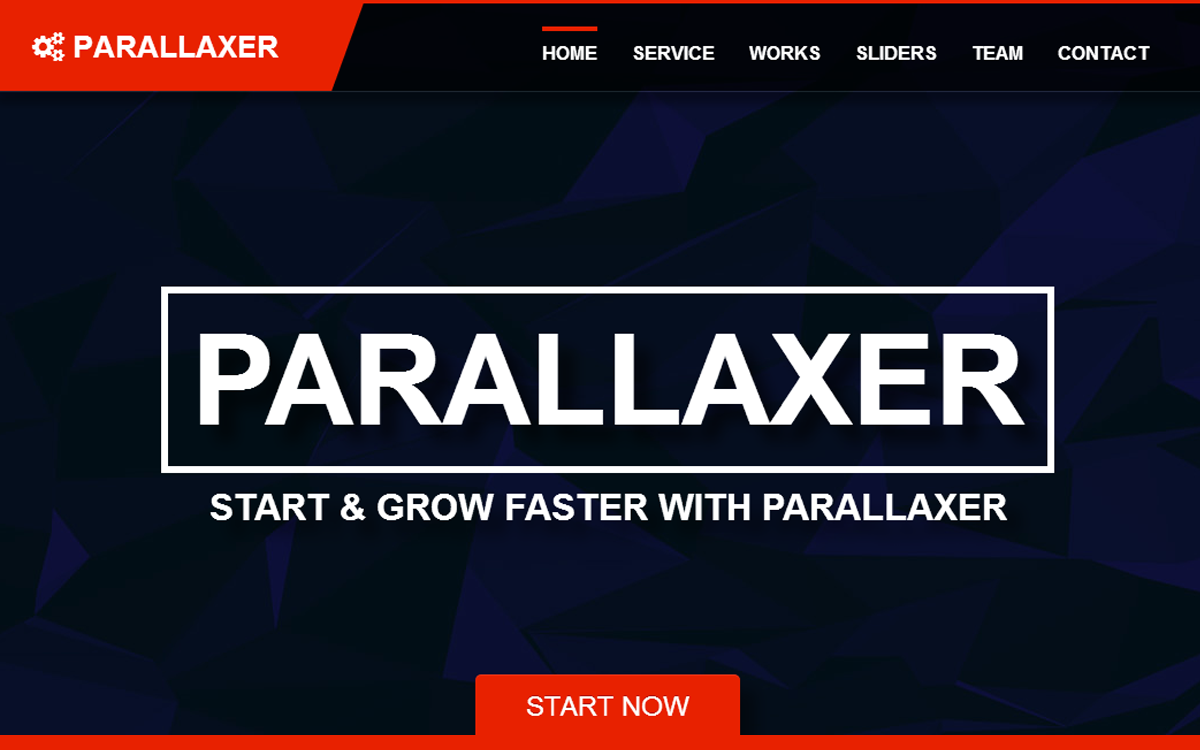 PARALLAXER
HOME SERVICE WORKS SLIDERS TEAM CONTACT
PARALLAXER
START & GROW FASTER WITH PARALLAXER
START NOW